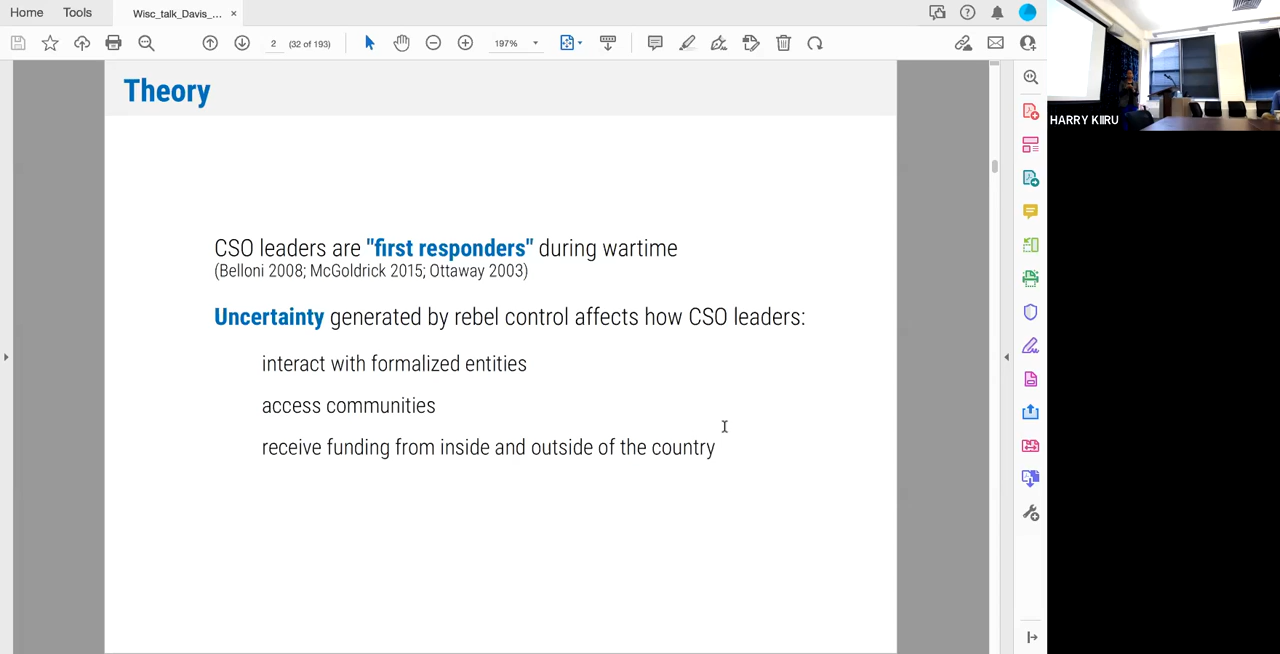 Home
Tools
Wisc_talk_Davis_...
×
2
(32 of 193)
197%
HARRY KIIRU
Theory
CSO leaders are "first responders" during wartime
(Belloni 2008; McGoldrick 2015; Ottaway 2003)
Uncertainty generated by rebel control affects how CSO leaders:
interact with formalized entities
access communities
receive funding from inside and outside of the country